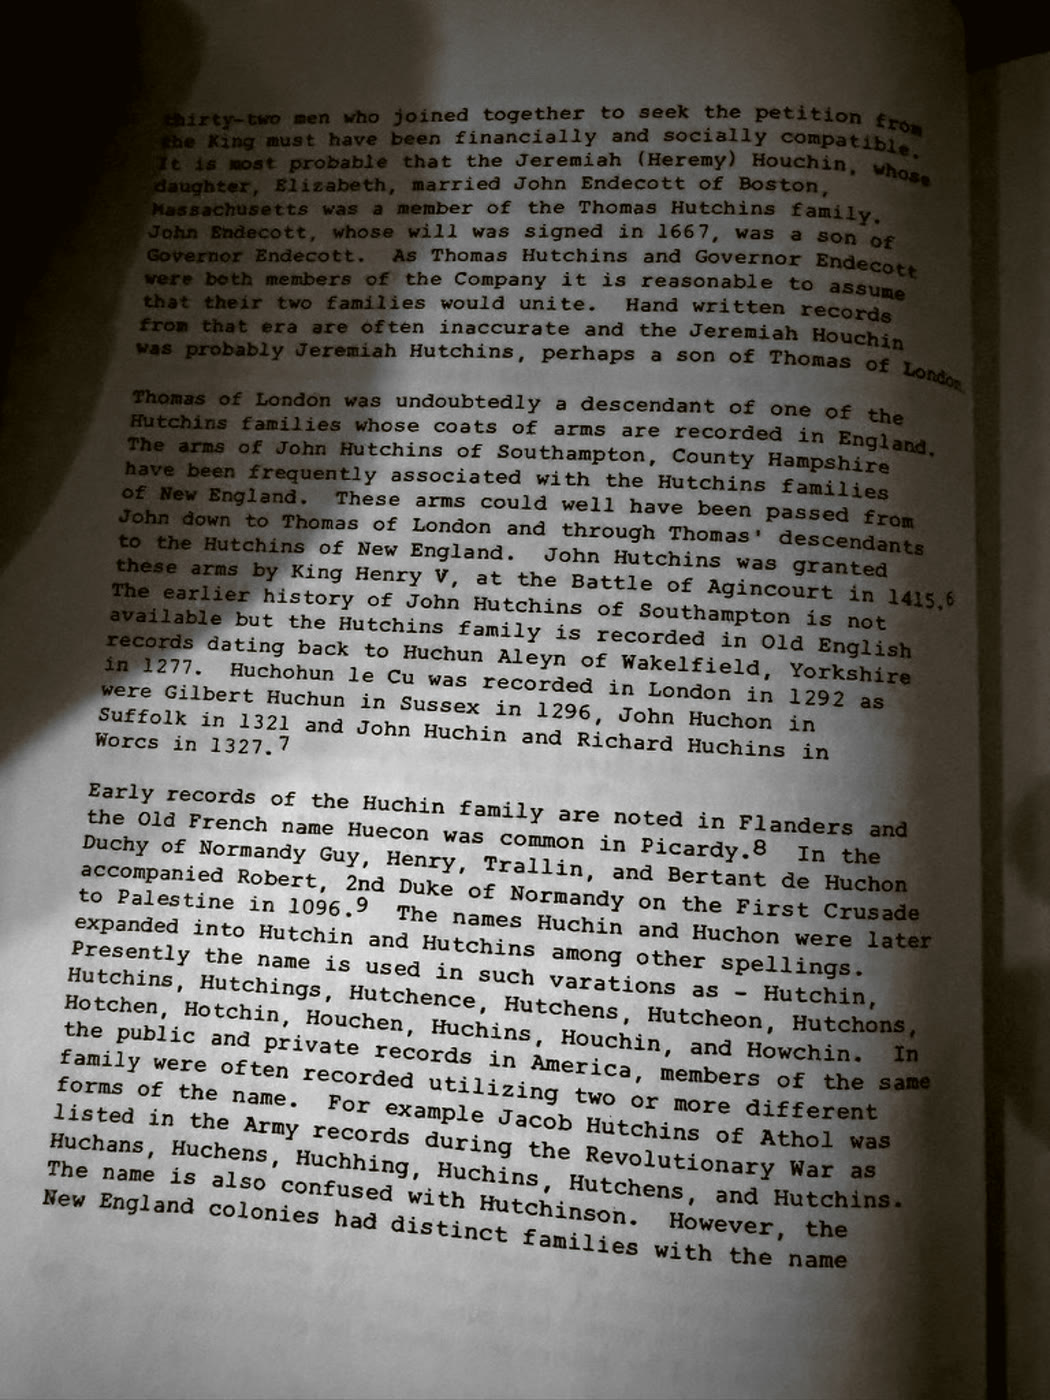 thirty-two men who joined together to seek the petition from
the King must have been financially and socially compatible.
It is most probable that the Jeremiah (Heremy) Houchin, whose
daughter, Elizabeth, married John Endecott of Boston,
Massachusetts was a member of the Thomas Hutchins family.
John Endecott, whose will was signed in 1667, was a son of
Governor Endecott.  As Thomas Hutchins and Governor Endecott
were both members of the Company it is reasonable to assume
that their two families would unite.  Hand written records
from that era are often inaccurate and the Jeremiah Houchin
was probably Jeremiah Hutchins, perhaps a son of Thomas of London.

Thomas of London was undoubtedly a descendant of one of the
Hutchins families whose coats of arms are recorded in England.
The arms of John Hutchins of Southampton, County Hampshire
have been frequently associated with the Hutchins families
of New England.  These arms could well have been passed from
John down to Thomas of London and through Thomas' descendants
to the Hutchins of New England.  John Hutchins was granted
these arms by King Henry V, at the Battle of Agincourt in 1415.6
The earlier history of John Hutchins of Southampton is not
available but the Hutchins family is recorded in Old English
records dating back to Huchun Aleyn of Wakelfield, Yorkshire
in 1277.  Huchohun le Cu was recorded in London in 1292 as
were Gilbert Huchun in Sussex in 1296, John Huchon in
Suffolk in 1321 and John Huchin and Richard Huchins in
Worcs in 1327.7

Early records of the Huchin family are noted in Flanders and
the Old French name Huecon was common in Picardy.8  In the
Duchy of Normandy Guy, Henry, Trallin, and Bertant de Huchon
accompanied Robert, 2nd Duke of Normandy on the First Crusade
to Palestine in 1096.9  The names Huchin and Huchon were later
expanded into Hutchin and Hutchins among other spellings.
Presently the name is used in such varations as - Hutchin,
Hutchins, Hutchings, Hutchence, Hutchens, Hutcheon, Hutchons,
Hotchen, Hotchin, Houchen, Huchins, Houchin, and Howchin.  In
the public and private records in America, members of the same
family were often recorded utilizing two or more different
forms of the name.  For example Jacob Hutchins of Athol was
listed in the Army records during the Revolutionary War as
Huchans, Huchens, Huchhing, Huchins, Hutchens, and Hutchins.
The name is also confused with Hutchinson.  However, the
New England colonies had distinct families with the name